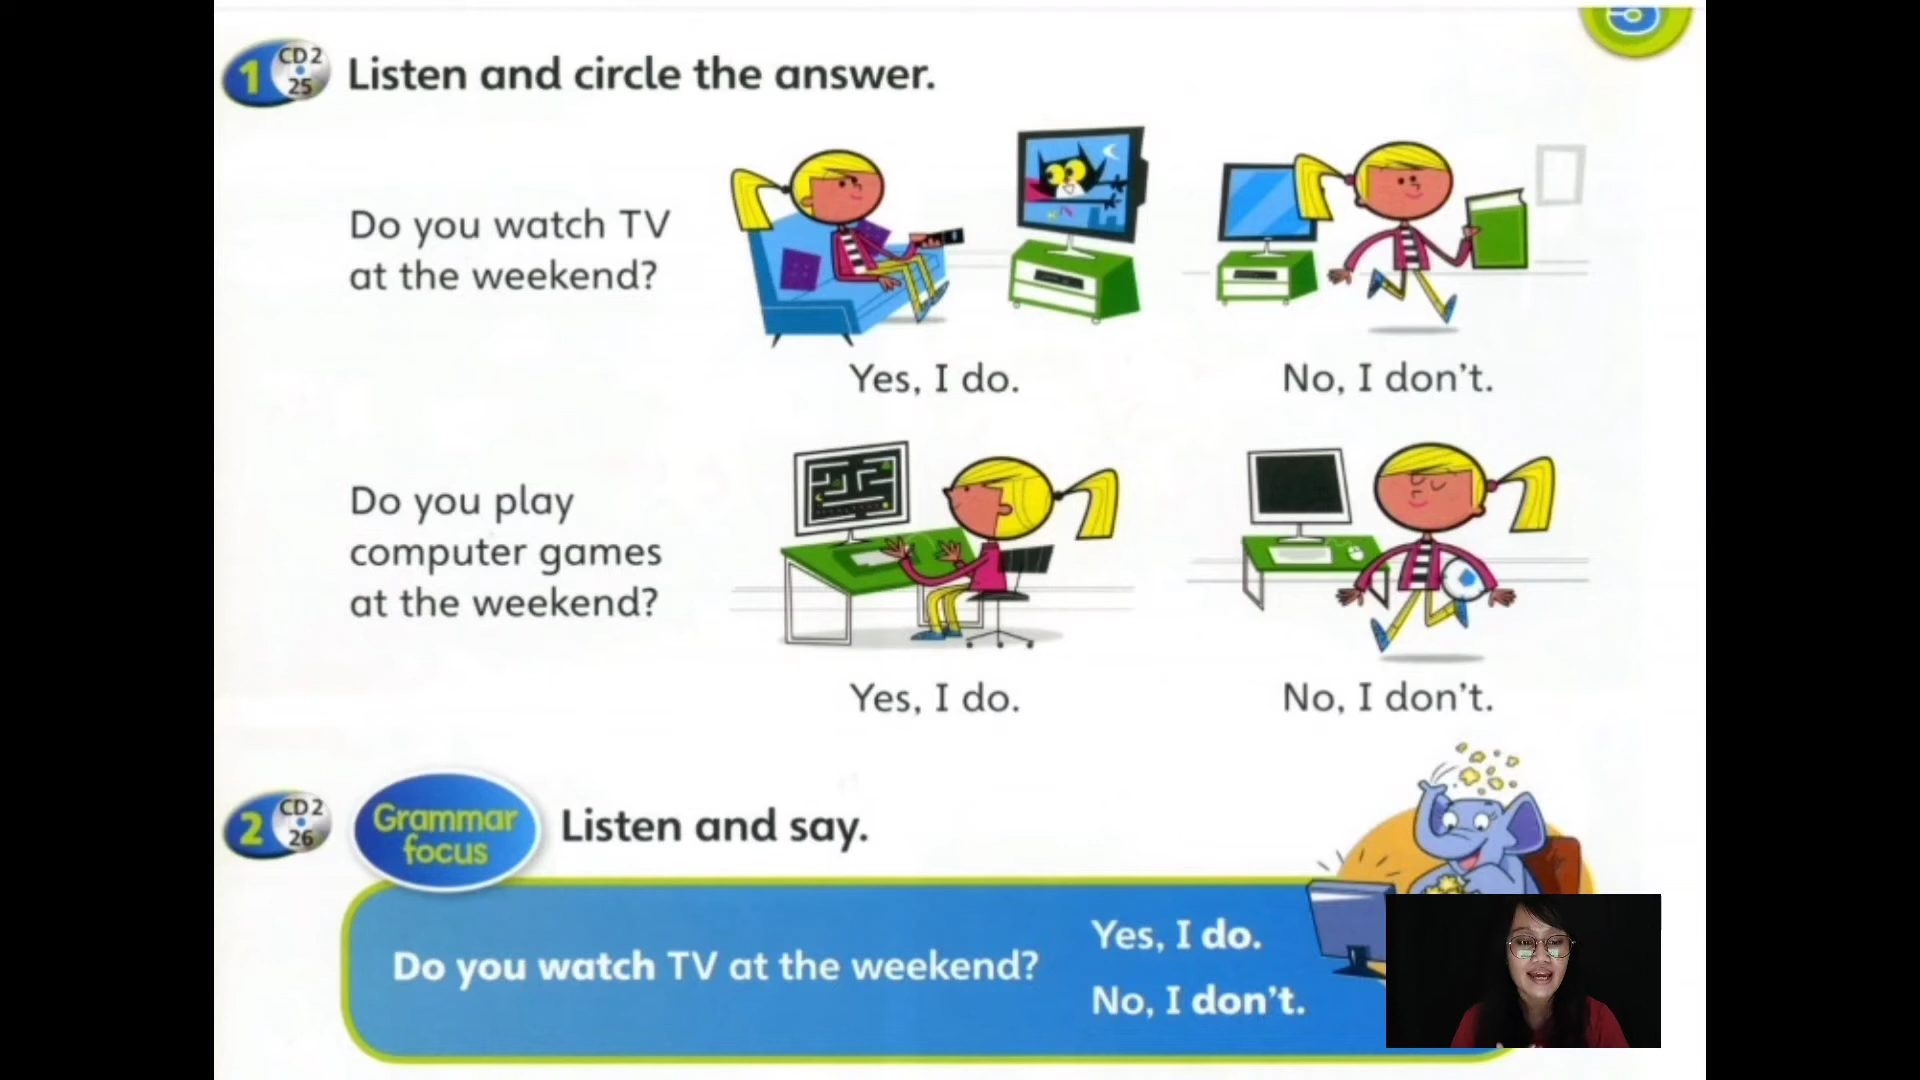 5
1 CD2 25 Listen and circle the answer.
Do you watch TV
at the weekend?
Yes, I do.
No, I don't.
Do you play
computer games
at the weekend?
Yes, I do.
No, I don't.
2 CD2 26 Grammar focus Listen and say.
Do you watch TV at the weekend?
Yes, I do.
No, I don't.